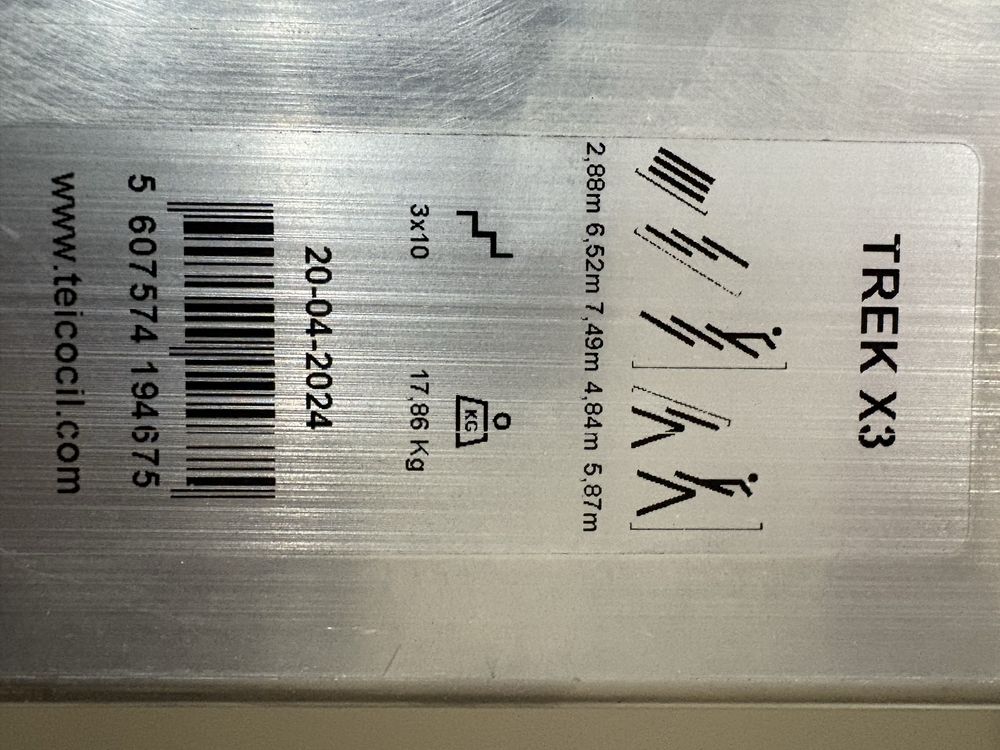 TREK X3
2,88m 6,52m 7,49m 4,84m 5,87m
KG
3x10 17,86 Kg
20-04-2024
5 607574 194675
www.teicocil.com